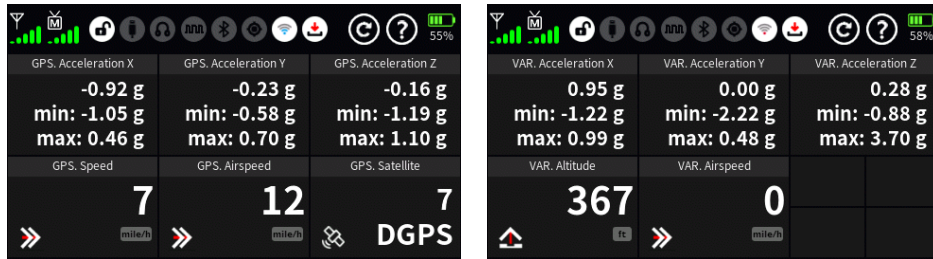 55%
GPS. Acceleration X GPS. Acceleration Y GPS. Acceleration Z
-0.92 g -0.23 g -0.16 g
min: -1.05 g min: -0.58 g min: -1.19 g
max: 0.46 g max: 0.70 g max: 1.10 g
GPS. Speed GPS. Airspeed GPS. Satellite
7 12 7
mile/h mile/h DGPS
58%
VAR. Acceleration X VAR. Acceleration Y VAR. Acceleration Z
0.95 g 0.00 g 0.28 g
min: -1.22 g min: -2.22 g min: -0.88 g
max: 0.99 g max: 0.48 g max: 3.70 g
VAR. Altitude VAR. Airspeed
367 0
ft mile/h